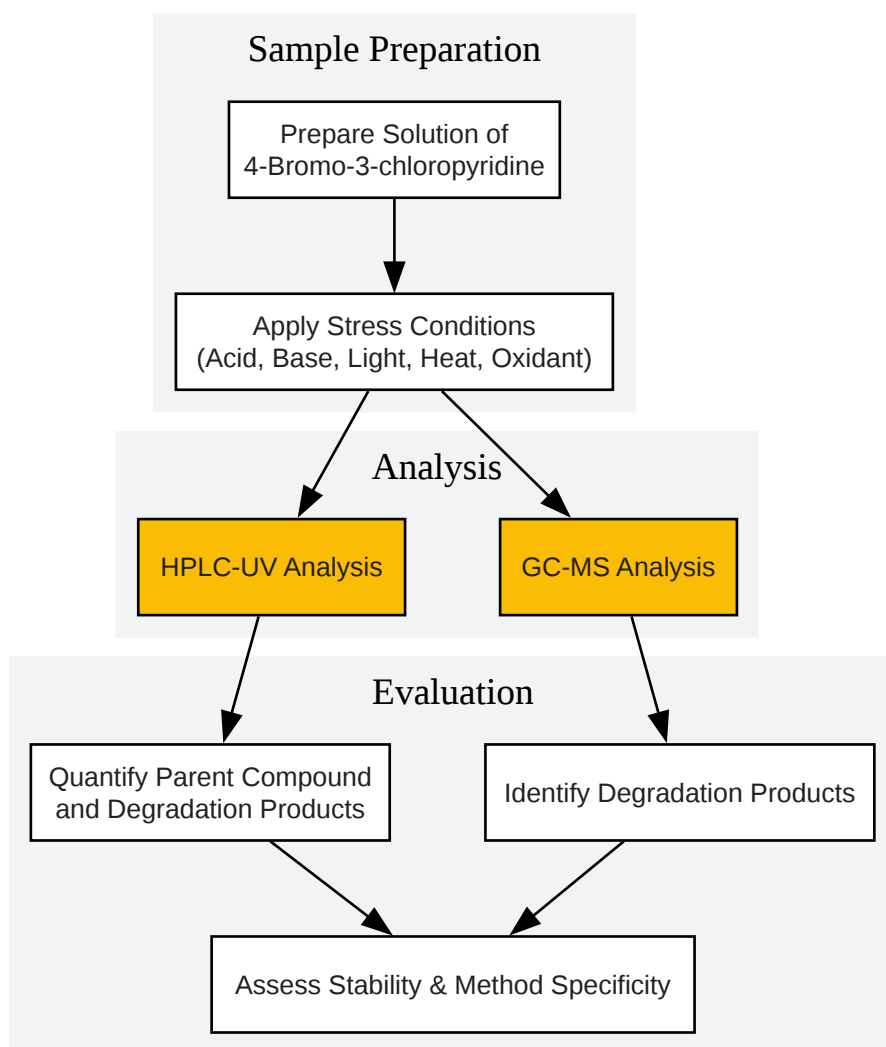 Sample Preparation
Prepare Solution of
4-Bromo-3-chloropyridine
Apply Stress Conditions
(Acid, Base, Light, Heat, Oxidant)
Analysis
HPLC-UV Analysis
GC-MS Analysis
Evaluation
Quantify Parent Compound
and Degradation Products
Identify Degradation Products
Assess Stability & Method Specificity